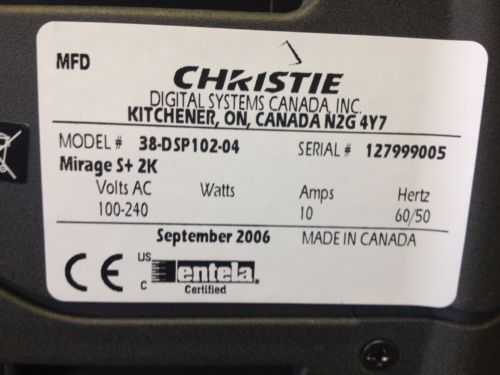 MFD
CHRISTIE
DIGITAL SYSTEMS CANADA, INC.
KITCHENER, ON, CANADA N2G 4Y7
MODEL # 38-DSP102-04 SERIAL # 127999005
Mirage S+ 2K
Volts AC Watts Amps Hertz
100-240 10 60/50
September 2006 MADE IN CANADA
CE US C entela
Certified